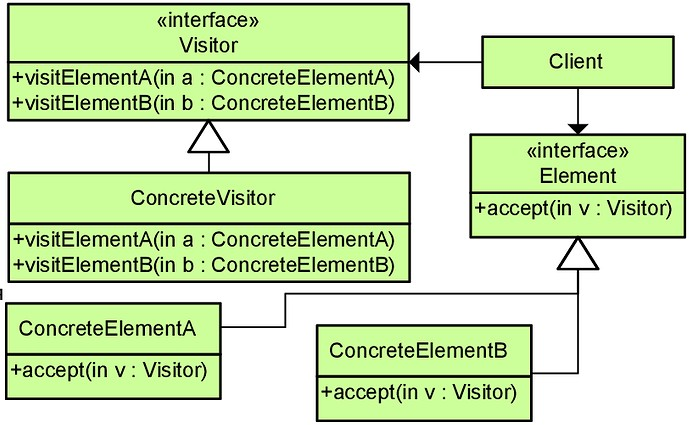 «interface»
Visitor
+visitElementA(in a : ConcreteElementA)
+visitElementB(in b : ConcreteElementB)
Client
«interface»
Element
+accept(in v : Visitor)
ConcreteVisitor
+visitElementA(in a : ConcreteElementA)
+visitElementB(in b : ConcreteElementB)
ConcreteElementA
+accept(in v : Visitor)
ConcreteElementB
+accept(in v : Visitor)